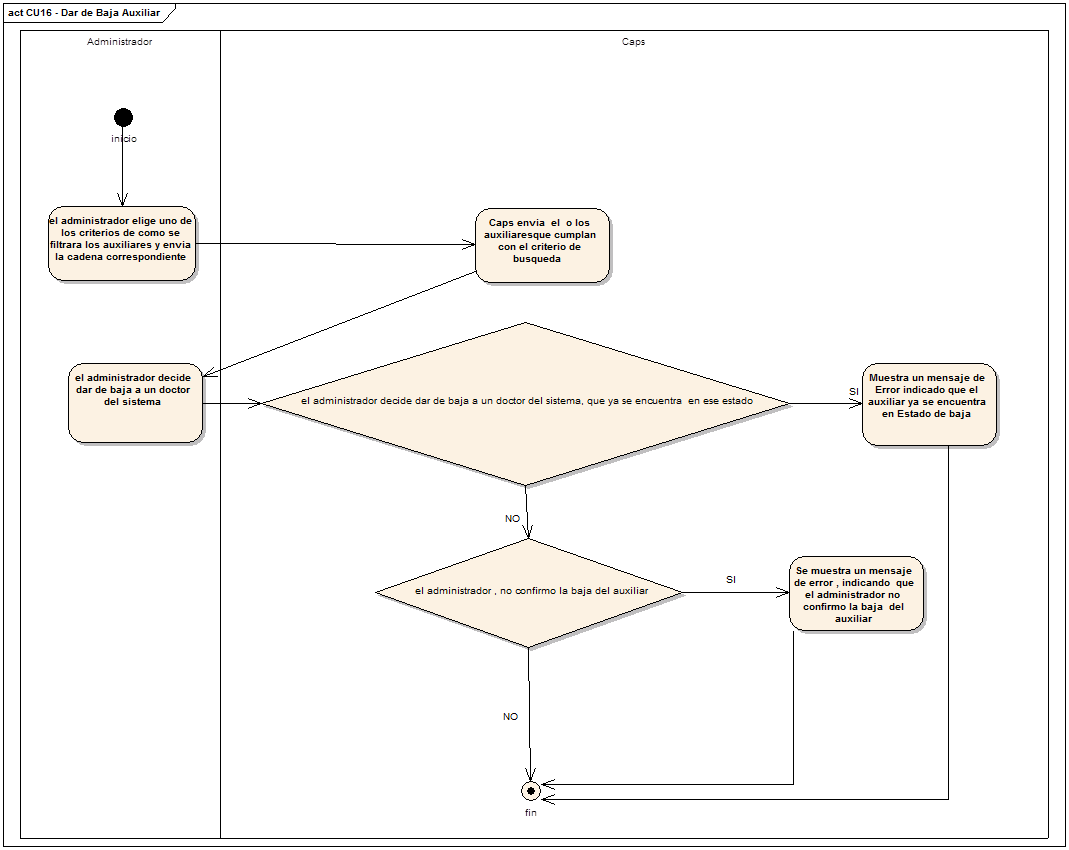 act CU16 - Dar de Baja Auxiliar
Administrador
Caps
inicio
el administrador elige uno de
los criterios de como se
filtrara los auxiliares y envia
la cadena correspondiente
Caps envia  el  o los
auxiliaresque cumplan
con el criterio de
busqueda
el administrador decide
dar de baja a un doctor
del sistema
el administrador decide dar de baja a un doctor del sistema, que ya se encuentra  en ese estado
SI
Muestra un mensaje de
Error indicado que el
auxiliar ya se encuentra
en Estado de baja
NO
el administrador , no confirmo la baja del auxiliar
SI
Se muestra un mensaje
de error , indicando  que
el administrador no
confirmo la baja  del
auxiliar
NO
fin